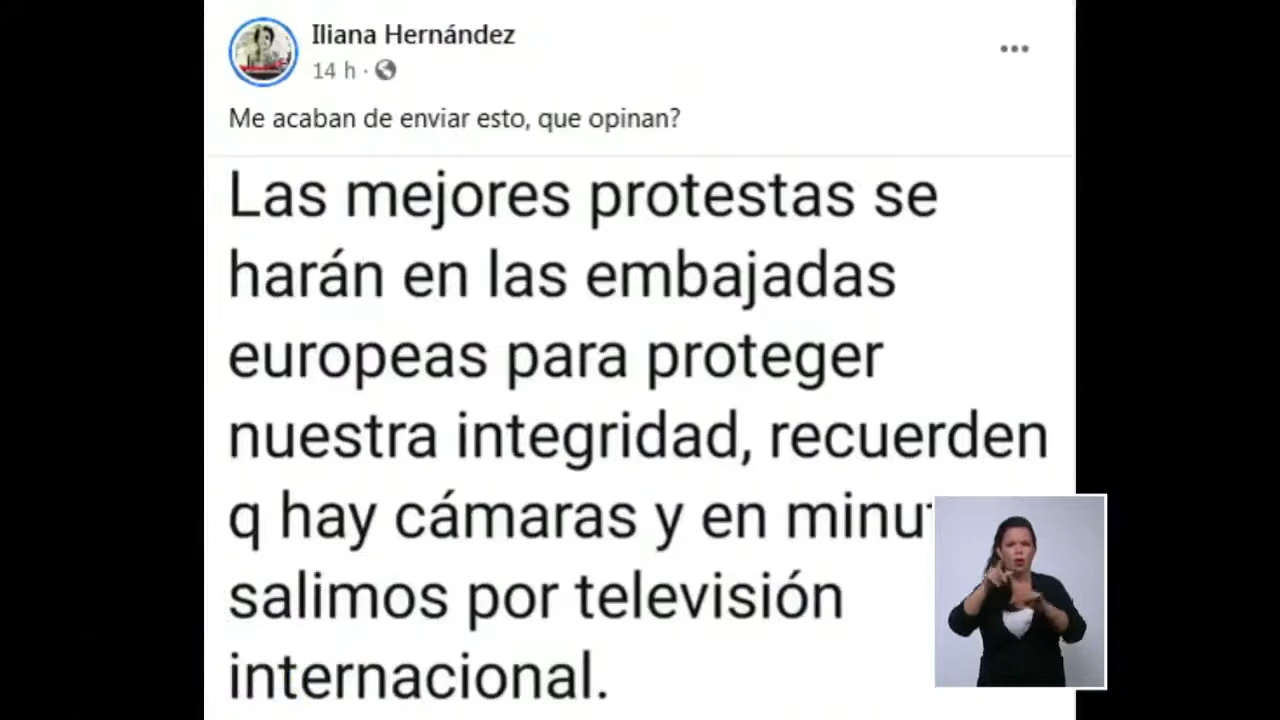 Iliana Hernández
14 h ·
Me acaban de enviar esto, que opinan?
Las mejores protestas se
harán en las embajadas
europeas para proteger
nuestra integridad, recuerden
q hay cámaras y en
salimos por televisión
internacional.